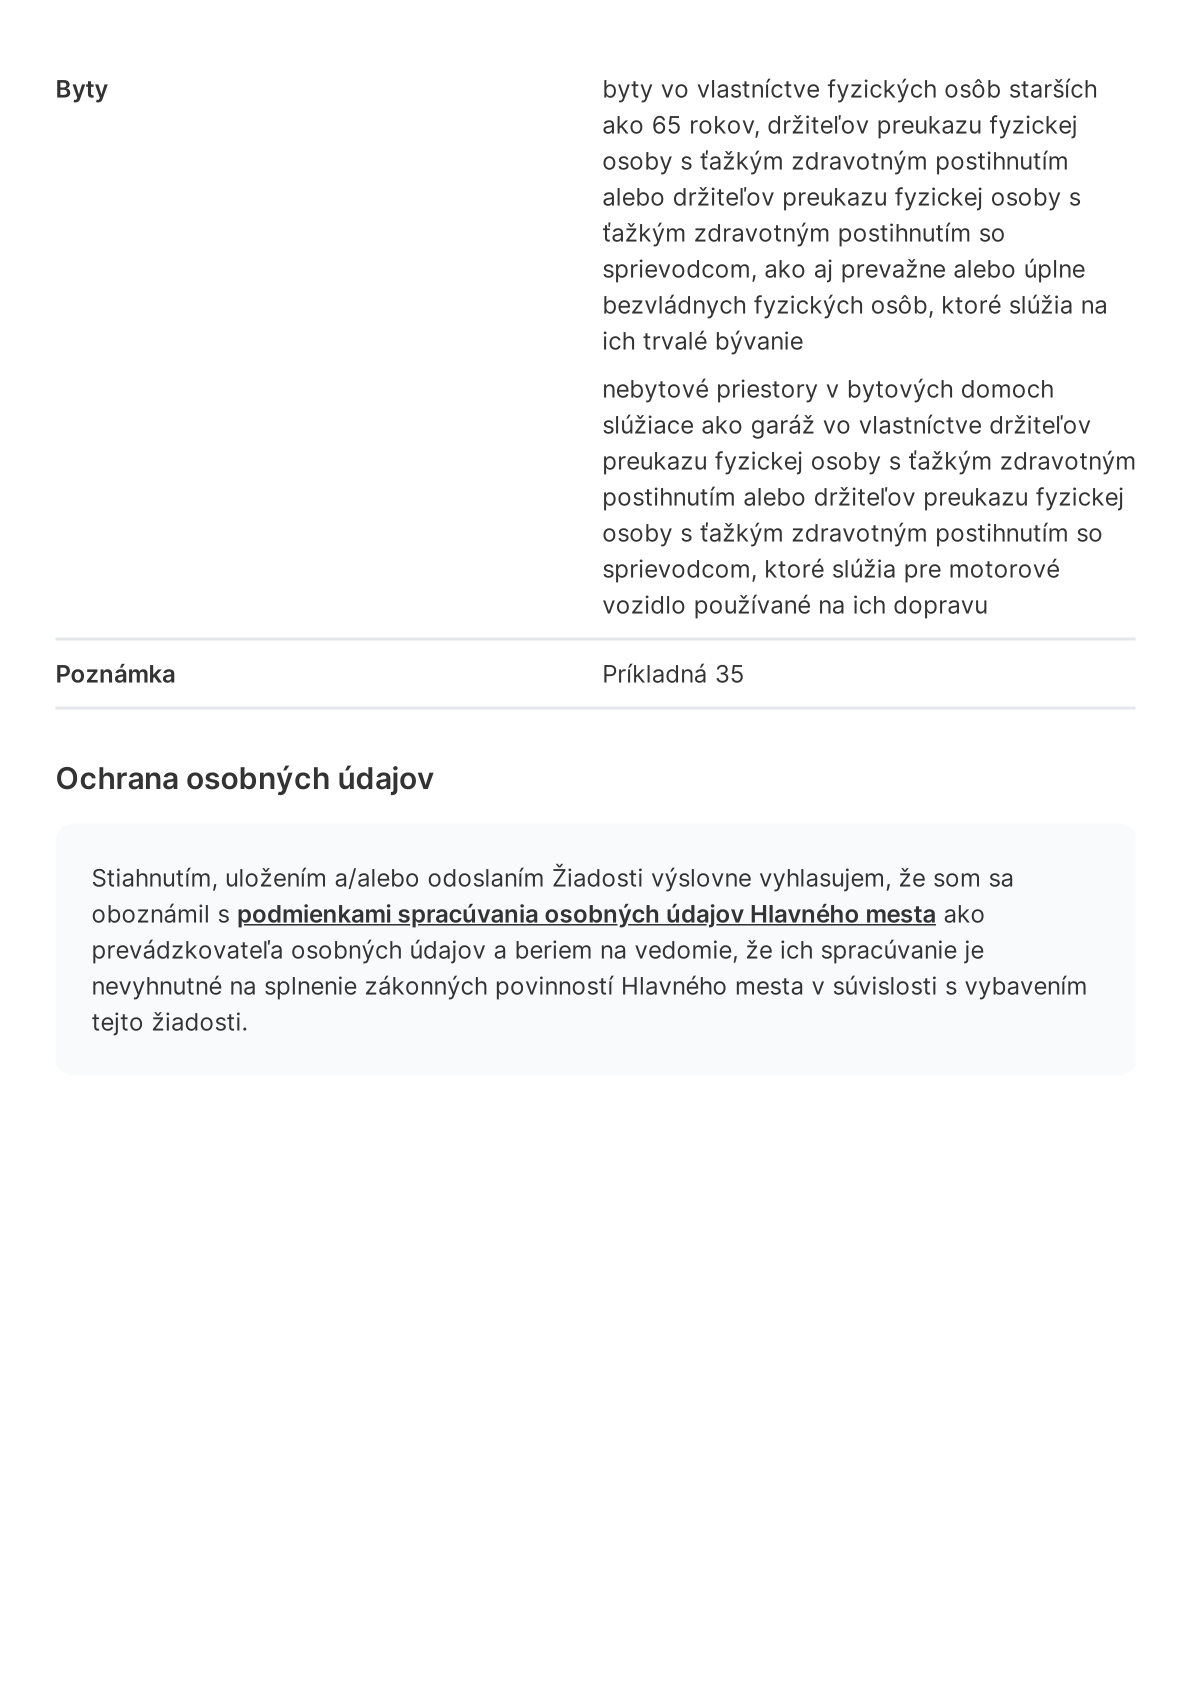 Byty
byty vo vlastníctve fyzických osôb starších
ako 65 rokov, držiteľov preukazu fyzickej
osoby s ťažkým zdravotným postihnutím
alebo držiteľov preukazu fyzickej osoby s
ťažkým zdravotným postihnutím so
sprievodcom, ako aj prevažne alebo úplne
bezvládnych fyzických osôb, ktoré slúžia na
ich trvalé bývanie
nebytové priestory v bytových domoch
slúžiace ako garáž vo vlastníctve držiteľov
preukazu fyzickej osoby s ťažkým zdravotným
postihnutím alebo držiteľov preukazu fyzickej
osoby s ťažkým zdravotným postihnutím so
sprievodcom, ktoré slúžia pre motorové
vozidlo používané na ich dopravu
Poznámka
Príkladná 35
Ochrana osobných údajov
Stiahnutím, uložením a/alebo odoslaním Žiadosti výslovne vyhlasujem, že som sa
oboznámil s podmienkami spracúvania osobných údajov Hlavného mesta ako
prevádzkovateľa osobných údajov a beriem na vedomie, že ich spracúvanie je
nevyhnutné na splnenie zákonných povinností Hlavného mesta v súvislosti s vybavením
tejto žiadosti.